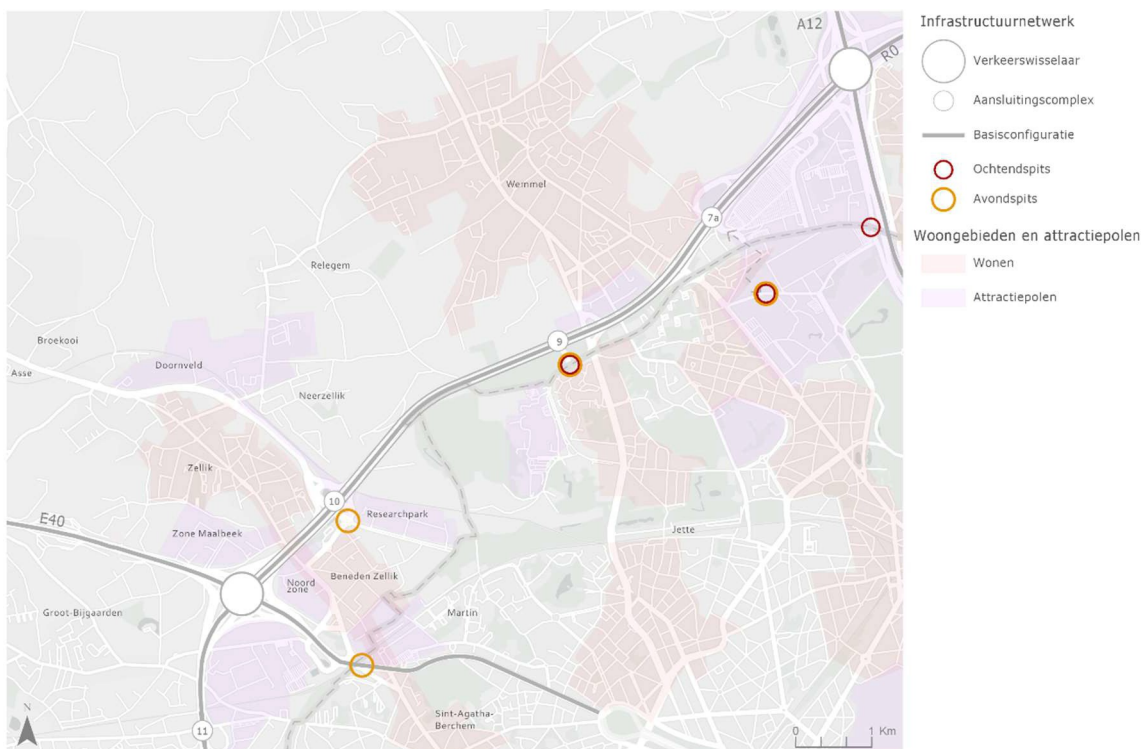 A12
R0
Wemmel
7a
Relegem
9
Broekooi
Asse
Doornveld
Neerzellik
Zellik
10
Researchpark
E40
Zone Maalbeek
Jette
Noord
zone
Beneden Zellik
Groot-Bijgaarden
Martin
Sint-Agatha-
Berchem
11
N
0 1 Km
Infrastructuurnetwerk
Verkeerswisselaar
Aansluitingscomplex
Basisconfiguratie
Ochtendspits
Avondspits
Woongebieden en attractiepolen
Wonen
Attractiepolen